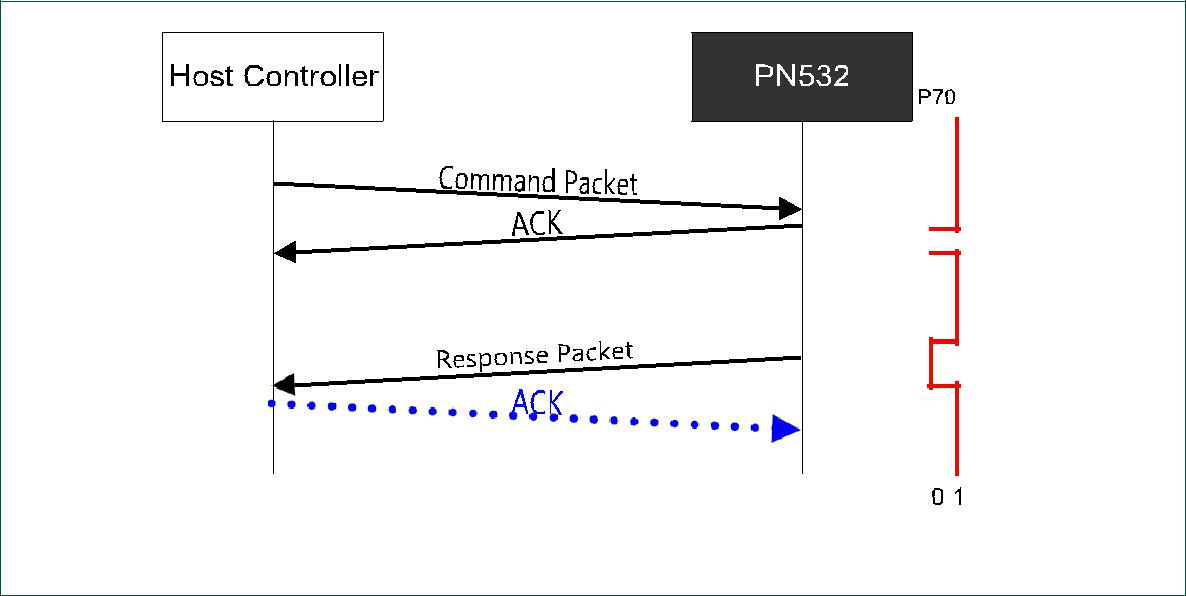 Host Controller
PN532
P70
Command Packet
ACK
Response Packet
ACK
0 1